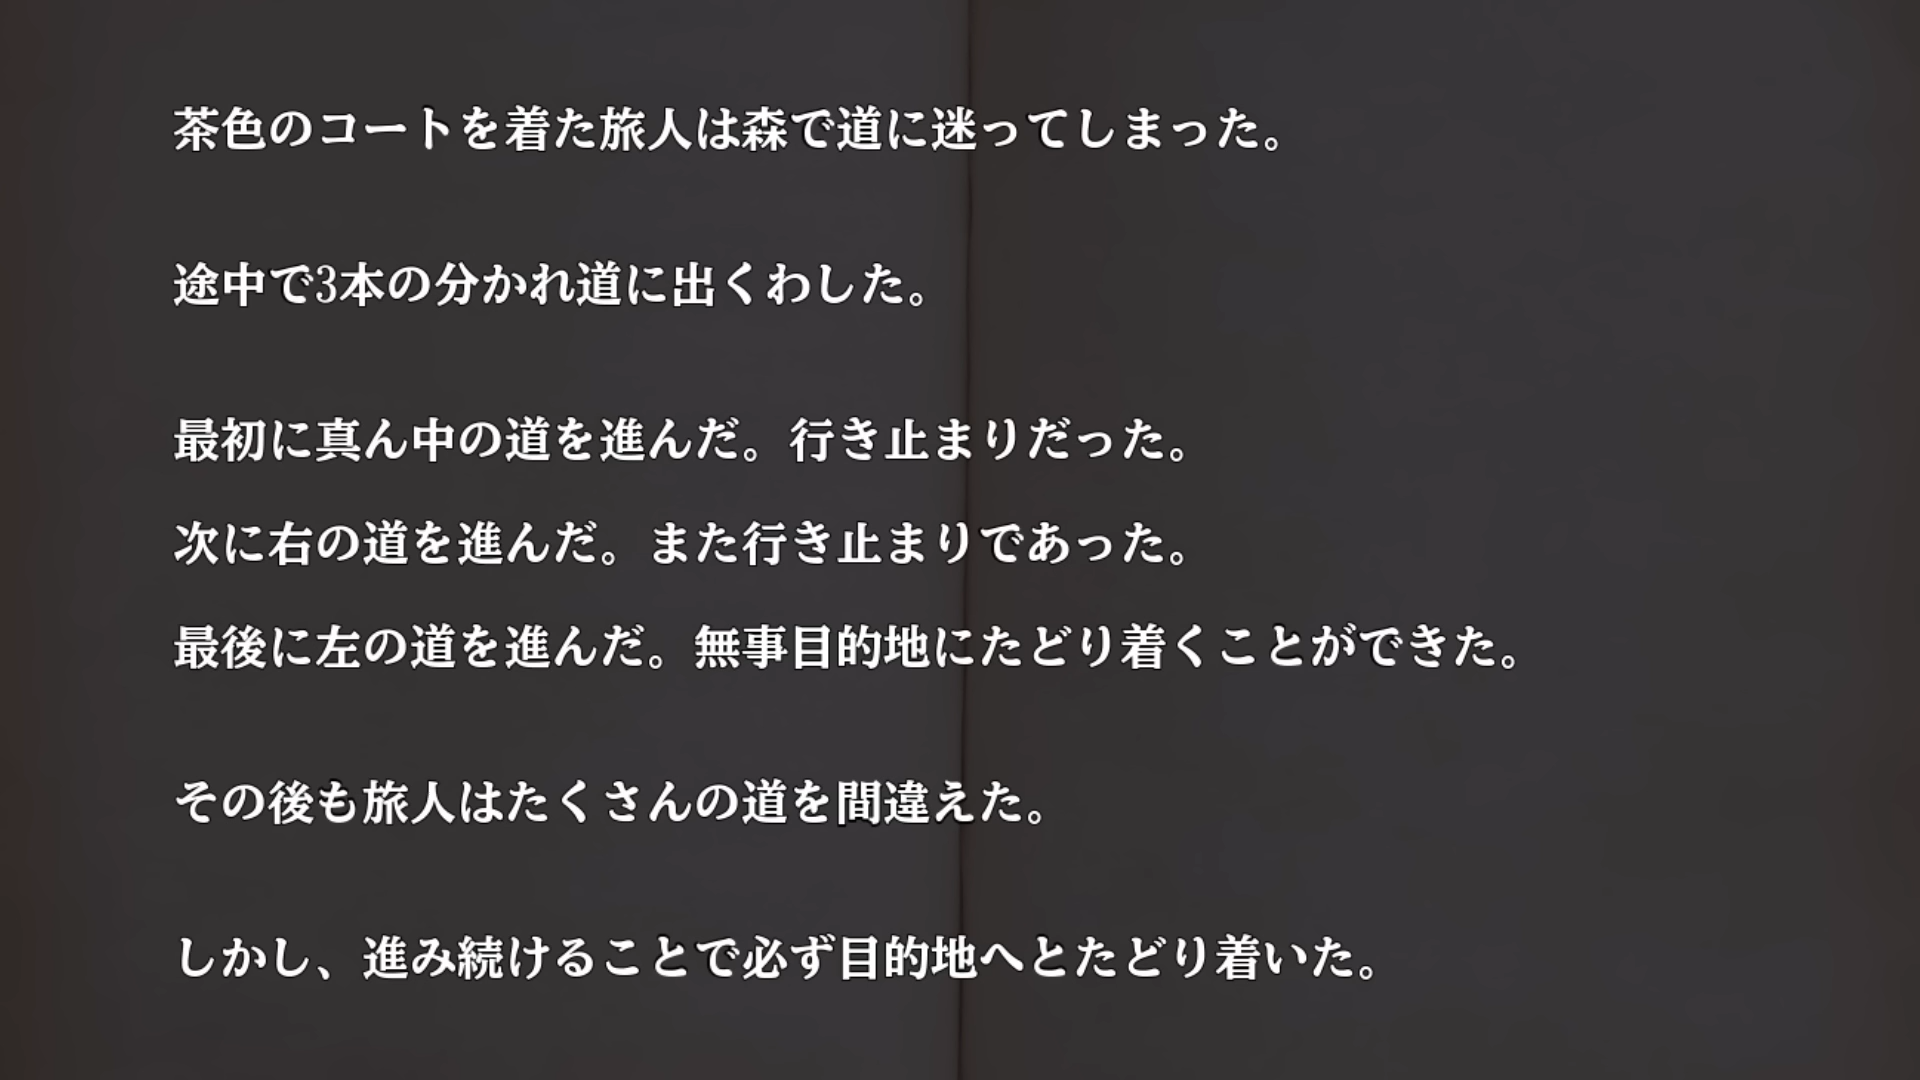 茶色のコートを着た旅人は森で道に迷ってしまった。
途中で3本の分かれ道に出くわした。
最初に真ん中の道を進んだ。行き止まりだった。
次に右の道を進んだ。また行き止まりであった。
最後に左の道を進んだ。無事目的地にたどり着くことができた。
その後も旅人はたくさんの道を間違えた。
しかし、進み続けることで必ず目的地へとたどり着いた。